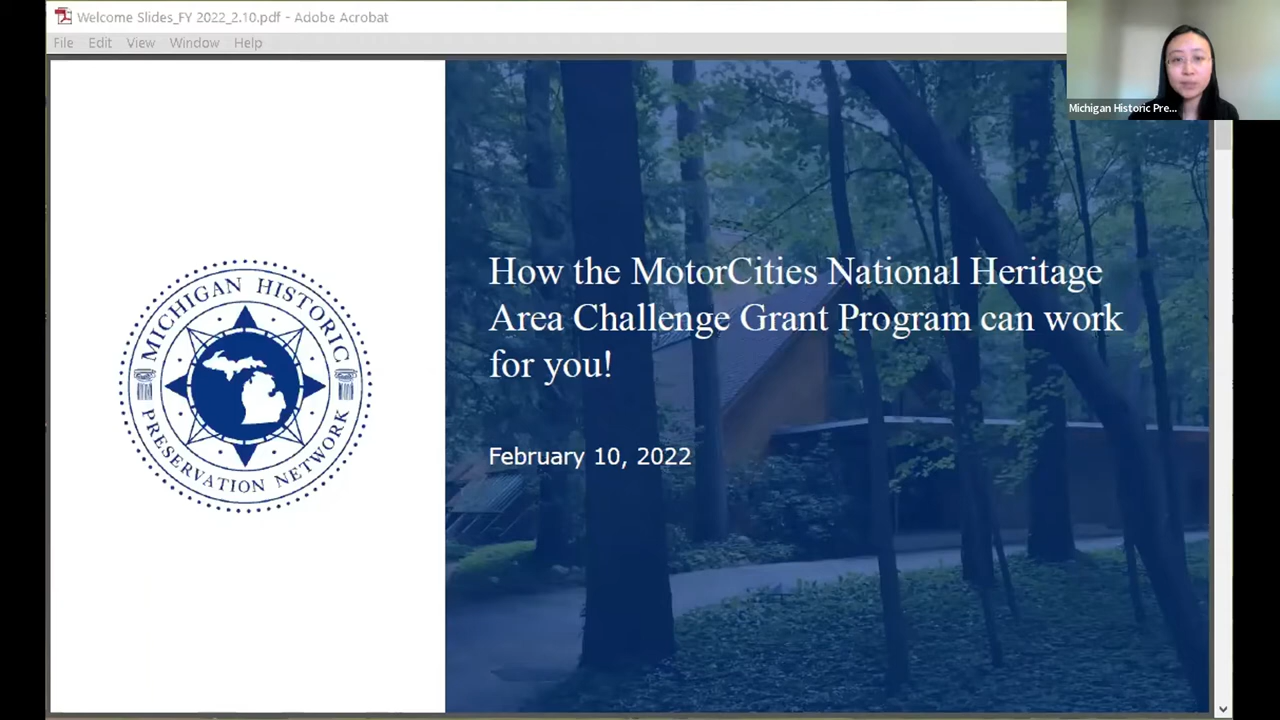 Welcome Slides_FY 2022_2.10.pdf - Adobe Acrobat
File Edit View Window Help
Michigan Historic Pre...
MICHIGAN HISTORIC
PRESERVATION NETWORK
How the MotorCities National Heritage
Area Challenge Grant Program can work
for you!
February 10, 2022